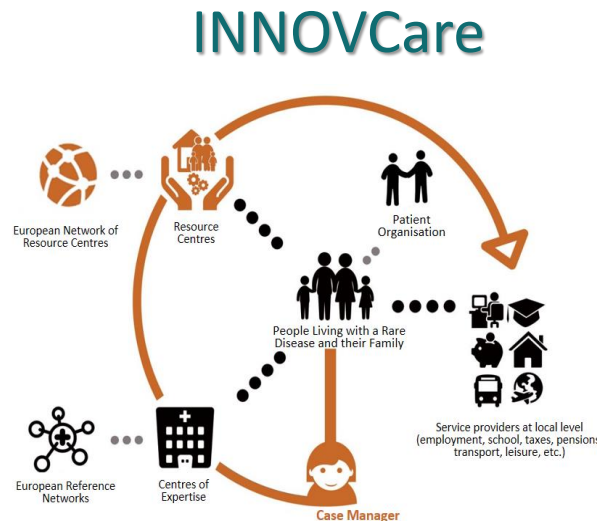 INNOVCare
European Network of
Resource Centres
Resource
Centres
Patient
Organisation
People Living with a Rare
Disease and their Family
Service providers at local level
(employment, school, taxes, pensions
transport, leisure, etc.)
European Reference
Networks
Centres of
Expertise
Case Manager